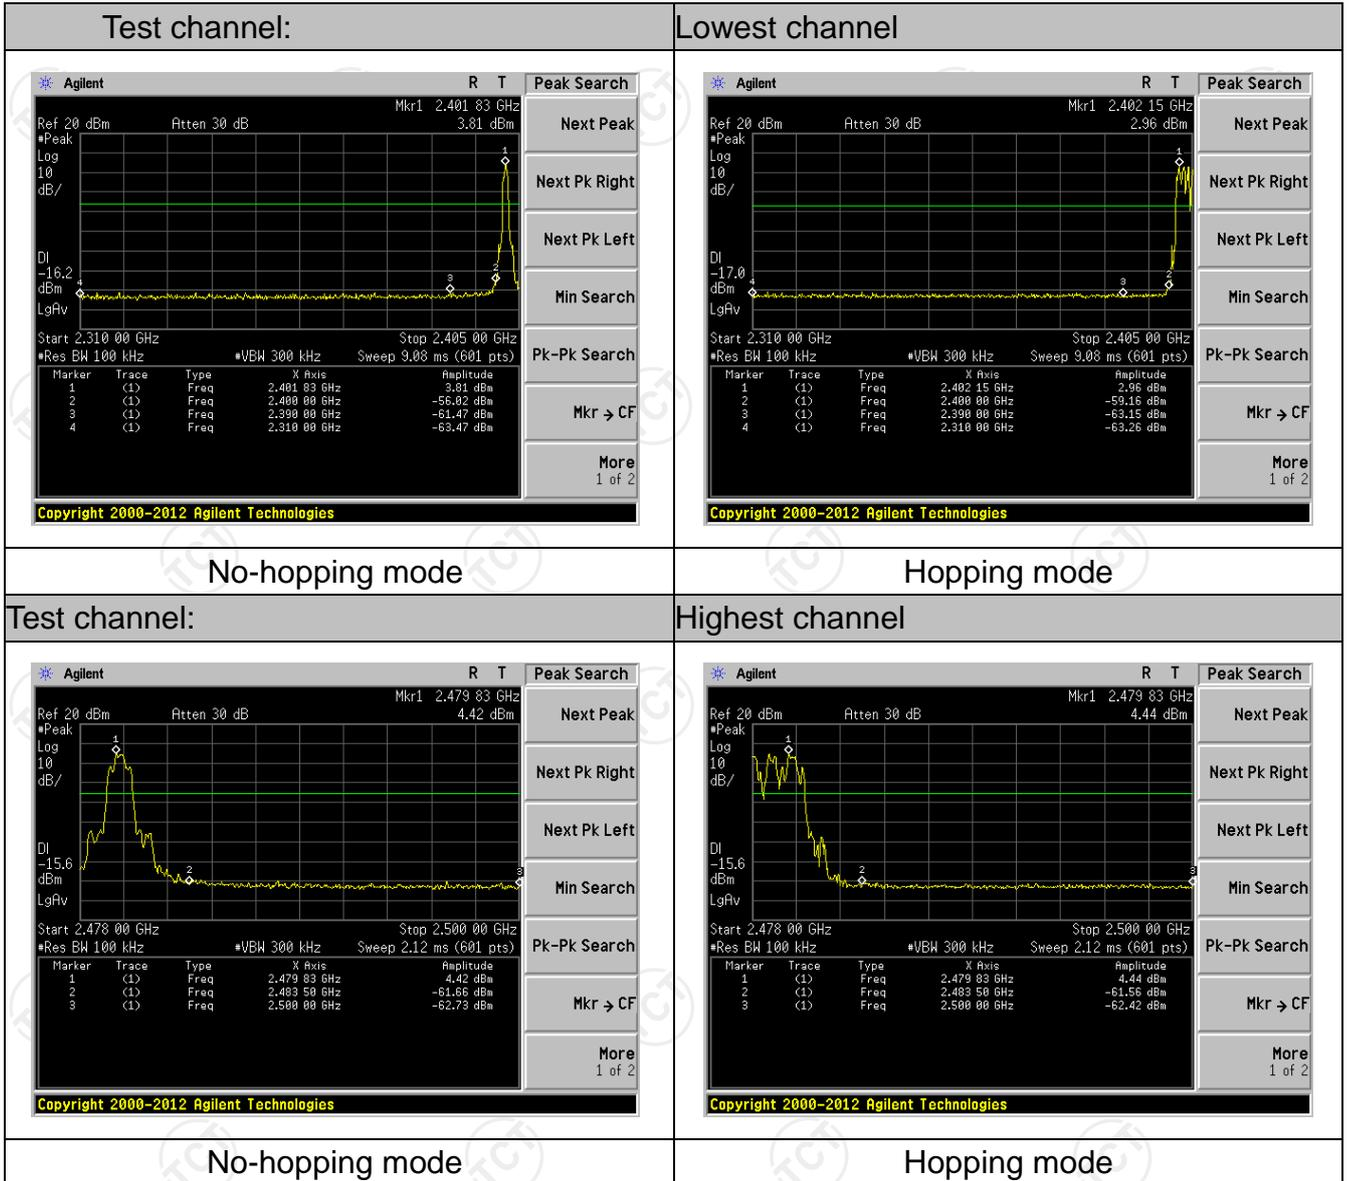 Test channel: Lowest channel
Agilent R T Peak Search
Mkr1 2.401 83 GHz
Ref 20 dBm Atten 30 dB 3.81 dBm
#Peak
Log
10
dB/
1
2
3
4
DI
-16.2
dBm
LgAv
Start 2.310 00 GHz Stop 2.405 00 GHz
#Res BW 100 kHz #VBW 300 kHz Sweep 9.08 ms (601 pts)
Marker Trace Type X Axis Amplitude
1 (1) Freq 2.401 83 GHz 3.81 dBm
2 (1) Freq 2.400 00 GHz -56.02 dBm
3 (1) Freq 2.390 00 GHz -61.47 dBm
4 (1) Freq 2.310 00 GHz -63.47 dBm
Next Peak
Next Pk Right
Next Pk Left
Min Search
Pk-Pk Search
Mkr → CF
More
1 of 2
Copyright 2000-2012 Agilent Technologies
Agilent R T Peak Search
Mkr1 2.402 15 GHz
Ref 20 dBm Atten 30 dB 2.96 dBm
#Peak
Log
10
dB/
1
2
3
4
DI
-17.0
dBm
LgAv
Start 2.310 00 GHz Stop 2.405 00 GHz
#Res BW 100 kHz #VBW 300 kHz Sweep 9.08 ms (601 pts)
Marker Trace Type X Axis Amplitude
1 (1) Freq 2.402 15 GHz 2.96 dBm
2 (1) Freq 2.400 00 GHz -59.16 dBm
3 (1) Freq 2.390 00 GHz -63.15 dBm
4 (1) Freq 2.310 00 GHz -63.26 dBm
Next Peak
Next Pk Right
Next Pk Left
Min Search
Pk-Pk Search
Mkr → CF
More
1 of 2
Copyright 2000-2012 Agilent Technologies
No-hopping mode Hopping mode
Test channel: Highest channel
Agilent R T Peak Search
Mkr1 2.479 83 GHz
Ref 20 dBm Atten 30 dB 4.42 dBm
#Peak
Log
10
dB/
1
2
3
DI
-15.6
dBm
LgAv
Start 2.478 00 GHz Stop 2.500 00 GHz
#Res BW 100 kHz #VBW 300 kHz Sweep 2.12 ms (601 pts)
Marker Trace Type X Axis Amplitude
1 (1) Freq 2.479 83 GHz 4.42 dBm
2 (1) Freq 2.483 50 GHz -61.66 dBm
3 (1) Freq 2.500 00 GHz -62.73 dBm
Next Peak
Next Pk Right
Next Pk Left
Min Search
Pk-Pk Search
Mkr → CF
More
1 of 2
Copyright 2000-2012 Agilent Technologies
Agilent R T Peak Search
Mkr1 2.479 83 GHz
Ref 20 dBm Atten 30 dB 4.44 dBm
#Peak
Log
10
dB/
1
2
3
DI
-15.6
dBm
LgAv
Start 2.478 00 GHz Stop 2.500 00 GHz
#Res BW 100 kHz #VBW 300 kHz Sweep 2.12 ms (601 pts)
Marker Trace Type X Axis Amplitude
1 (1) Freq 2.479 83 GHz 4.44 dBm
2 (1) Freq 2.483 50 GHz -61.56 dBm
3 (1) Freq 2.500 00 GHz -62.42 dBm
Next Peak
Next Pk Right
Next Pk Left
Min Search
Pk-Pk Search
Mkr → CF
More
1 of 2
Copyright 2000-2012 Agilent Technologies
No-hopping mode Hopping mode